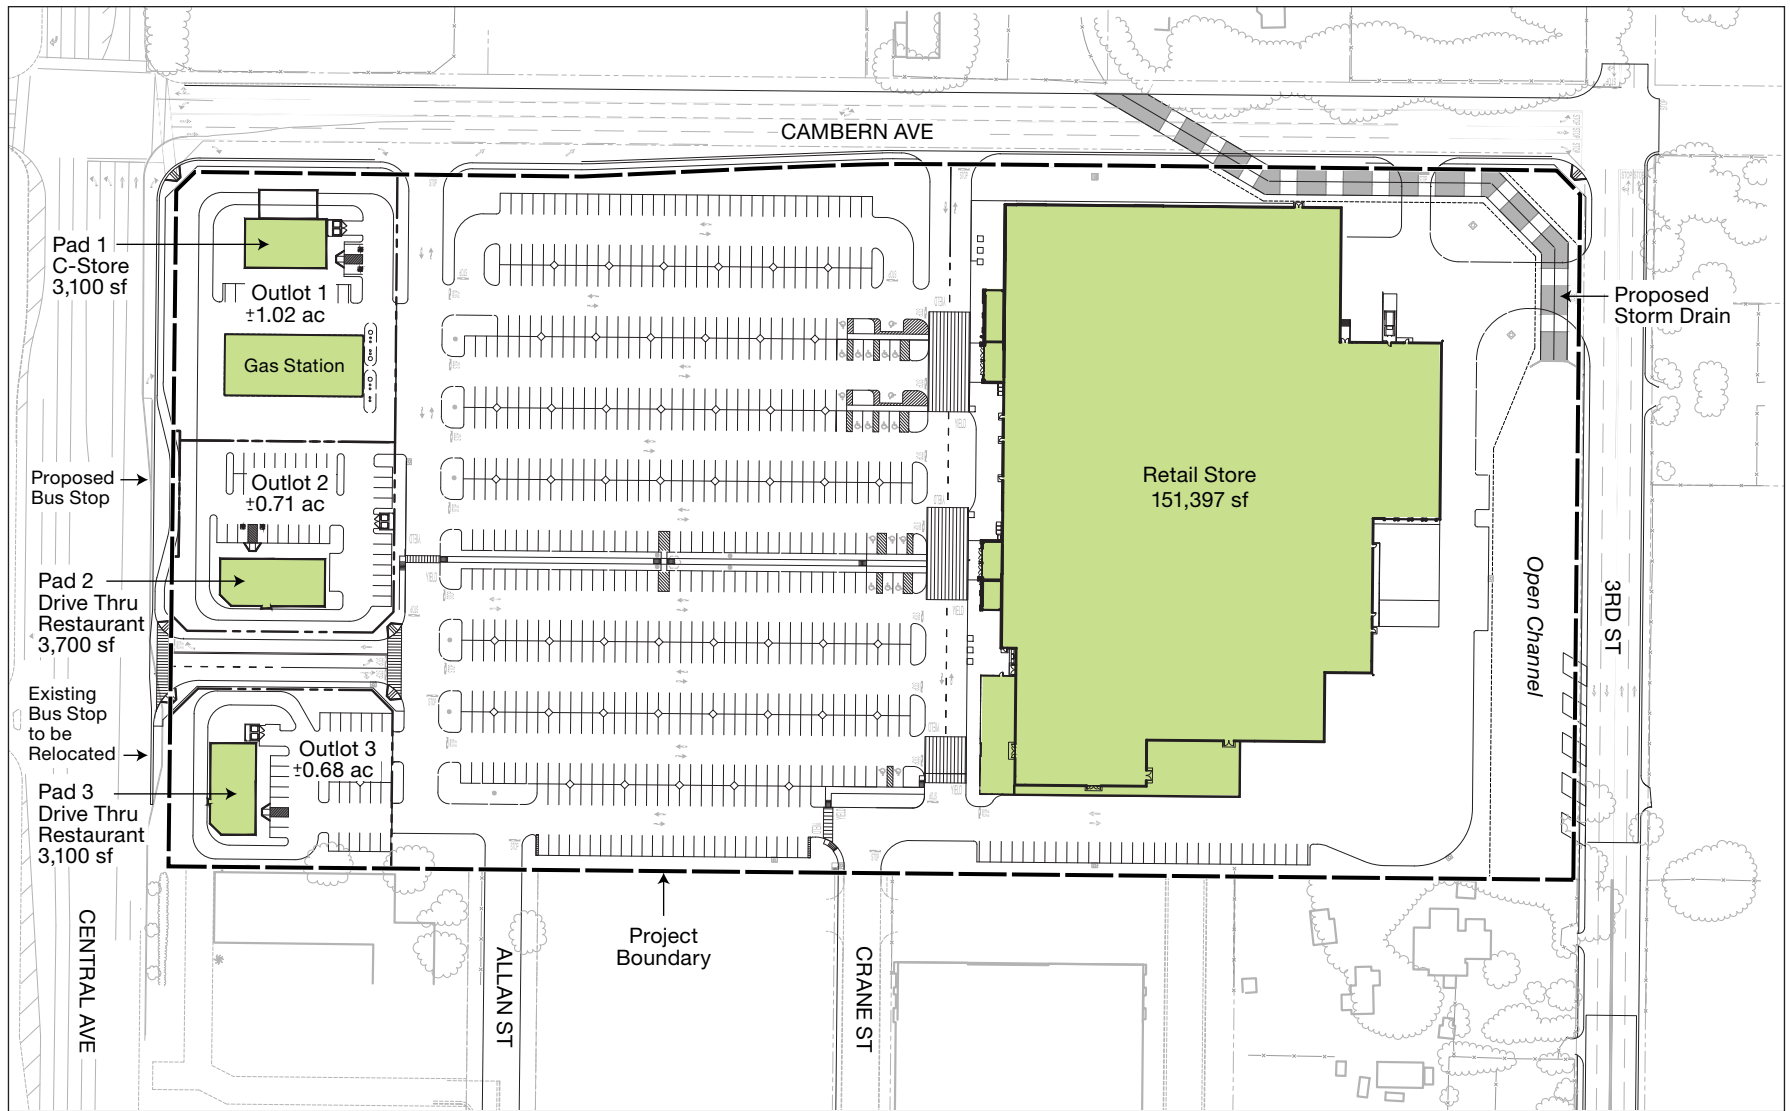 CAMBERN AVE
Pad 1
C-Store
3,100 sf
Outlot 1
±1.02 ac
Gas Station
Proposed
Storm Drain
Proposed
Bus Stop
Outlot 2
±0.71 ac
Retail Store
151,397 sf
Pad 2
Drive Thru
Restaurant
3,700 sf
Open Channel
3RD ST
Existing
Bus Stop
to be
Relocated
Outlot 3
±0.68 ac
Pad 3
Drive Thru
Restaurant
3,100 sf
Project
Boundary
CENTRAL AVE
ALLAN ST
CRANE ST